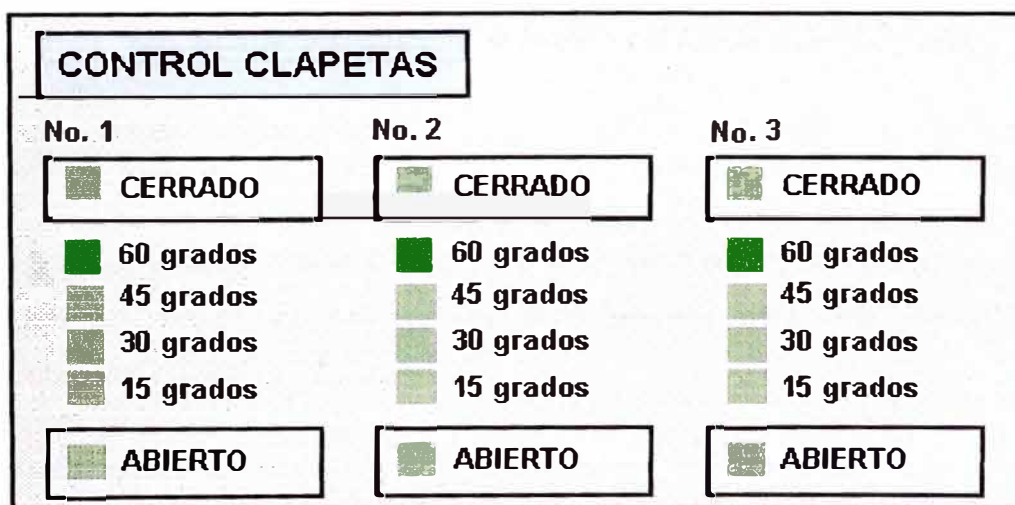 CONTROL CLAPETAS
No. 1 No. 2 No. 3
CERRADO CERRADO CERRADO
60 grados 60 grados 60 grados
45 grados 45 grados 45 grados
30 grados 30 grados 30 grados
15 grados 15 grados 15 grados
ABIERTO ABIERTO ABIERTO